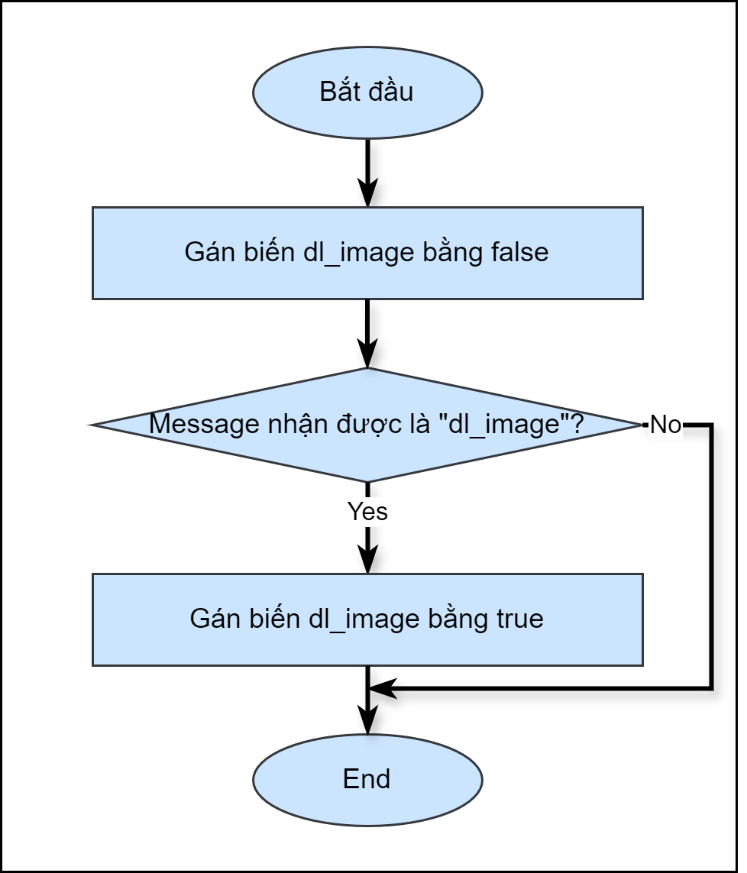 Bắt đầu
Gán biến dl_image bằng false
Message nhận được là "dl_image"?
No
Yes
Gán biến dl_image bằng true
End